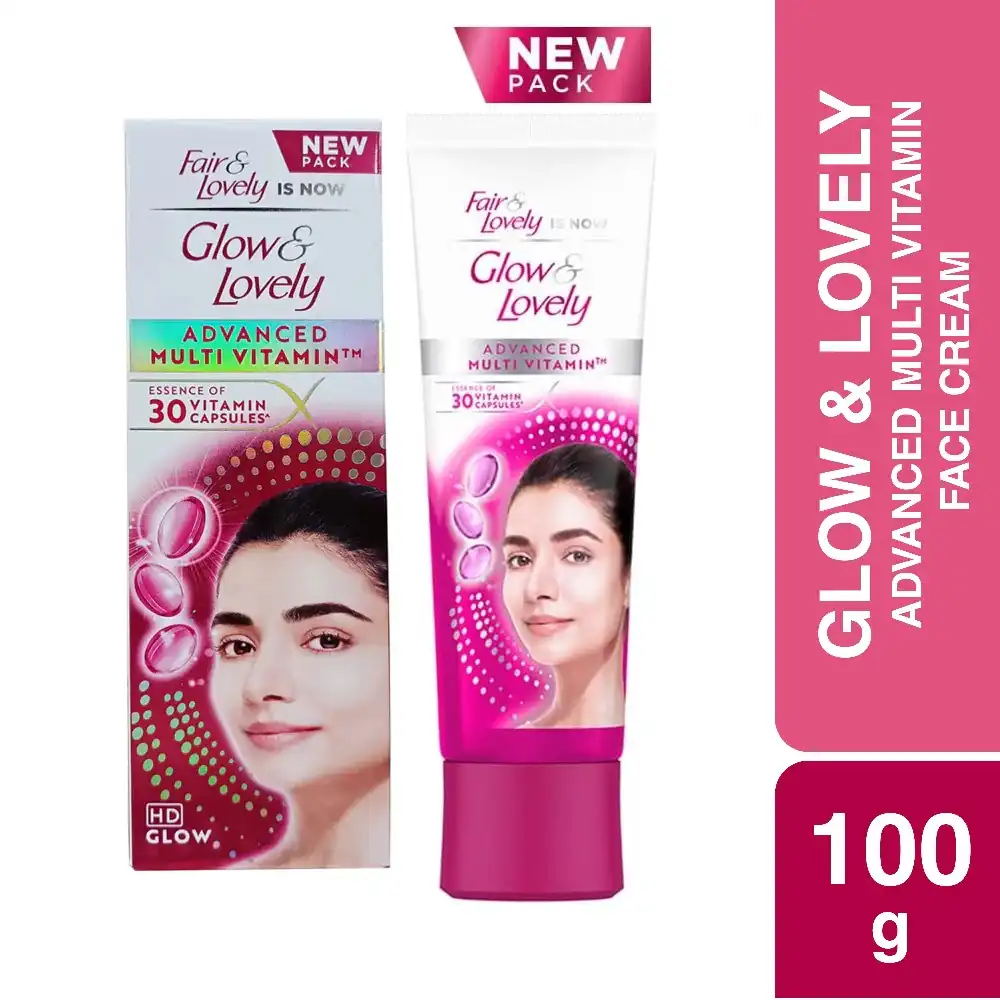 NEW
PACK
NEW
PACK
Fair &
Lovely IS NOW
Glow &
Lovely
ADVANCED
MULTI VITAMIN™
ESSENCE OF
30 VITAMIN
CAPSULES^
HD
GLOW
Fair &
Lovely IS NOW
Glow &
Lovely
ADVANCED
MULTI VITAMIN™
ESSENCE OF
30 VITAMIN
CAPSULES^
GLOW & LOVELY
ADVANCED MULTI VITAMIN
FACE CREAM
100
g